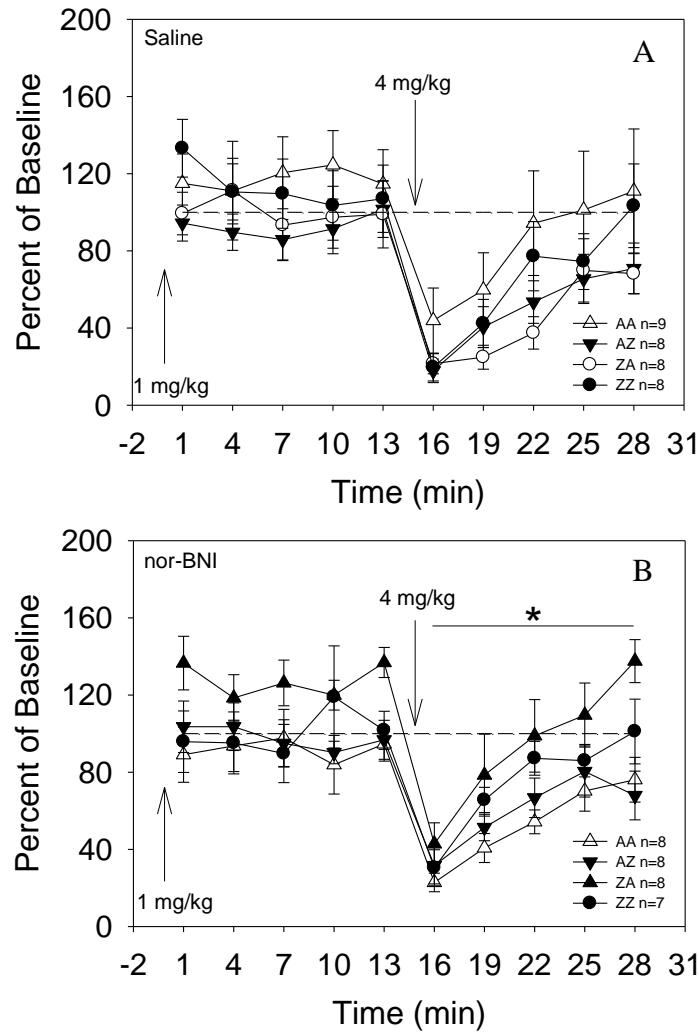 200
Saline
A
160
4 mg/kg
120
80
40
0
Percent of Baseline
1 mg/kg
AA n=9
AZ n=8
ZA n=8
ZZ n=8
-2 1 4 7 10 13 16 19 22 25 28 31
Time (min)
200
nor-BNI
B
160
4 mg/kg
*
120
80
40
0
Percent of Baseline
1 mg/kg
AA n=8
AZ n=8
ZA n=8
ZZ n=7
-2 1 4 7 10 13 16 19 22 25 28 31
Time (min)